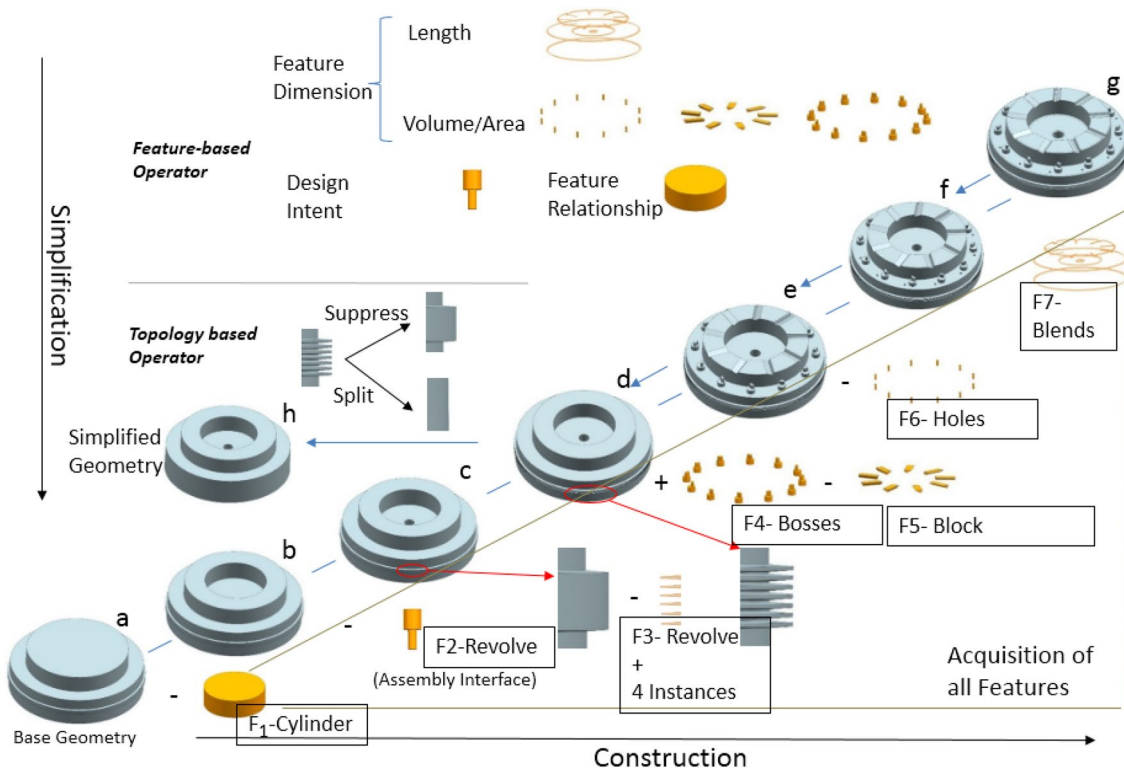 Length
Feature
Dimension
Volume/Area
g
Feature-based
Operator
Design
Intent
Feature
Relationship
f
Simplification
e
F7-
Blends
Topology based
Operator
Suppress
Split
d
-
F6- Holes
h
Simplified
Geometry
c
+
-
F4- Bosses
F5- Block
b
-
a
-
F2-Revolve
(Assembly Interface)
F3- Revolve
+
4 Instances
Acquisition of
all Features
-
F1-Cylinder
Base Geometry
Construction